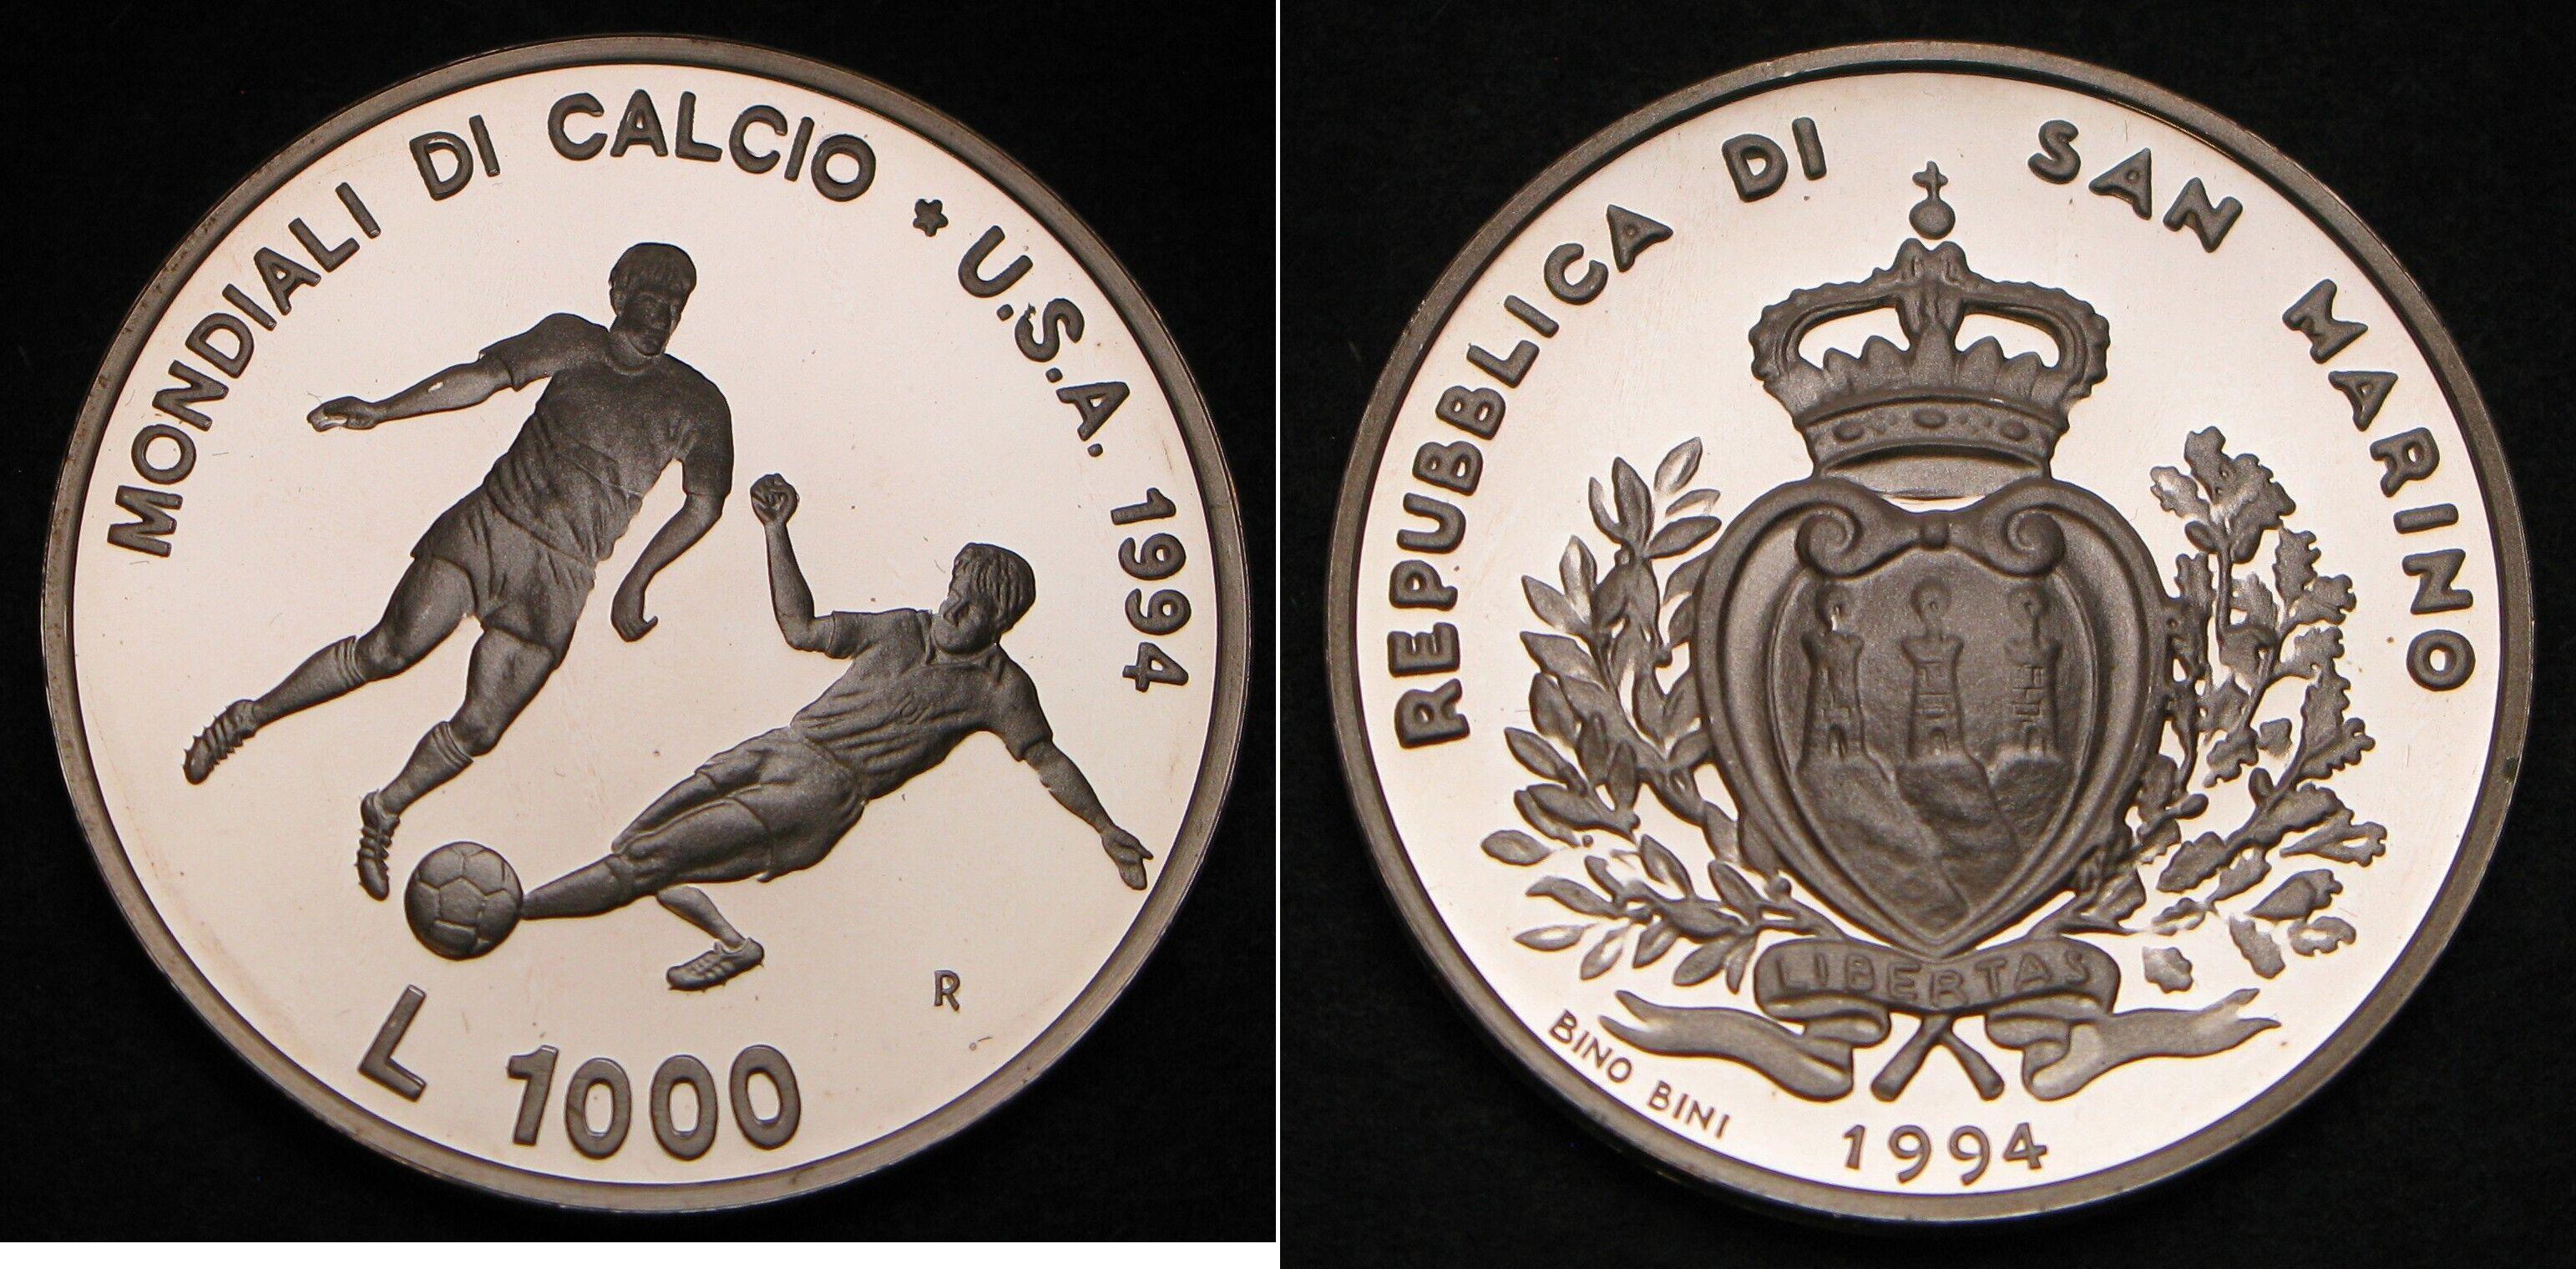 MONDIALI DI CALCIO * U.S.A. 1994
R
L 1000
REPUBBLICA DI SAN MARINO
LIBERTAS
BINO BINI
1994